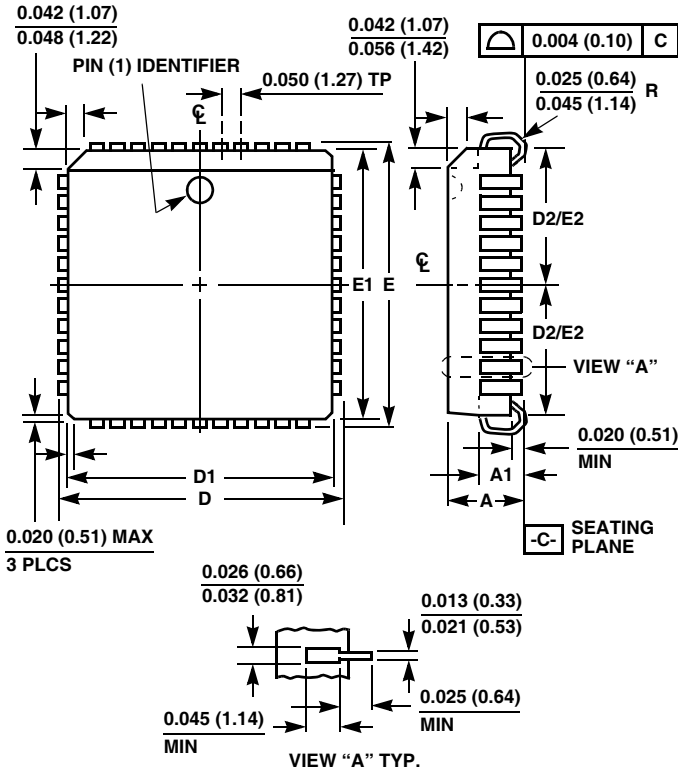 0.042 (1.07)
0.048 (1.22)
PIN (1) IDENTIFIER
0.050 (1.27) TP
℄
0.042 (1.07)
0.056 (1.42)
0.004 (0.10) C
0.025 (0.64)
0.045 (1.14) R
D2/E2
℄
E1 E
D2/E2
VIEW “A”
0.020 (0.51)
MIN
D1
D
A1
A
0.020 (0.51) MAX
3 PLCS
-C- SEATING
PLANE
0.026 (0.66)
0.032 (0.81)
0.013 (0.33)
0.021 (0.53)
0.025 (0.64)
MIN
0.045 (1.14)
MIN
VIEW “A” TYP.